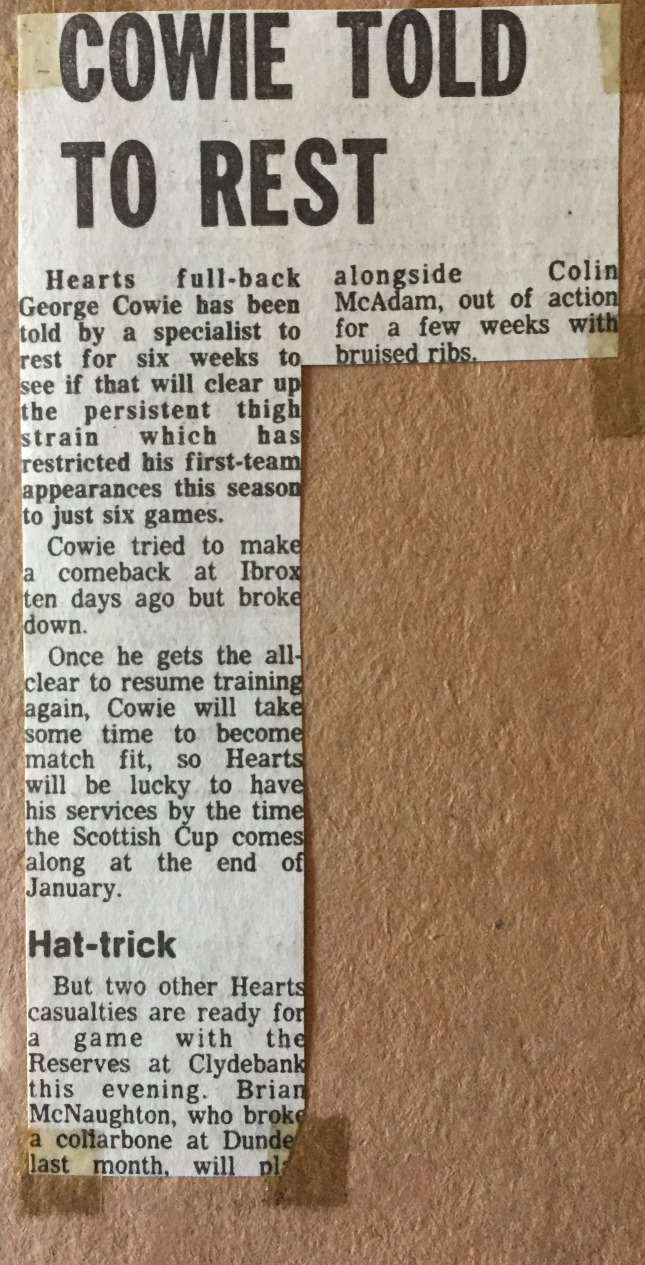 COWIE TOLD
TO REST
Hearts full-back
George Cowie has been
told by a specialist to
rest for six weeks to
see if that will clear up
the persistent thigh
strain which has
restricted his first-team
appearances this season
to just six games.
Cowie tried to make
a comeback at Ibrox
ten days ago but broke
down.
Once he gets the all-
clear to resume training
again, Cowie will take
some time to become
match fit, so Hearts
will be lucky to have
his services by the time
the Scottish Cup comes
along at the end of
January.
Hat-trick
But two other Hearts
casualties are ready for
a game with the
Reserves at Clydebank
this evening. Brian
McNaughton, who broke
a collarbone at
last month, will
alongside Colin
McAdam, out of action
for a few weeks with
bruised ribs.